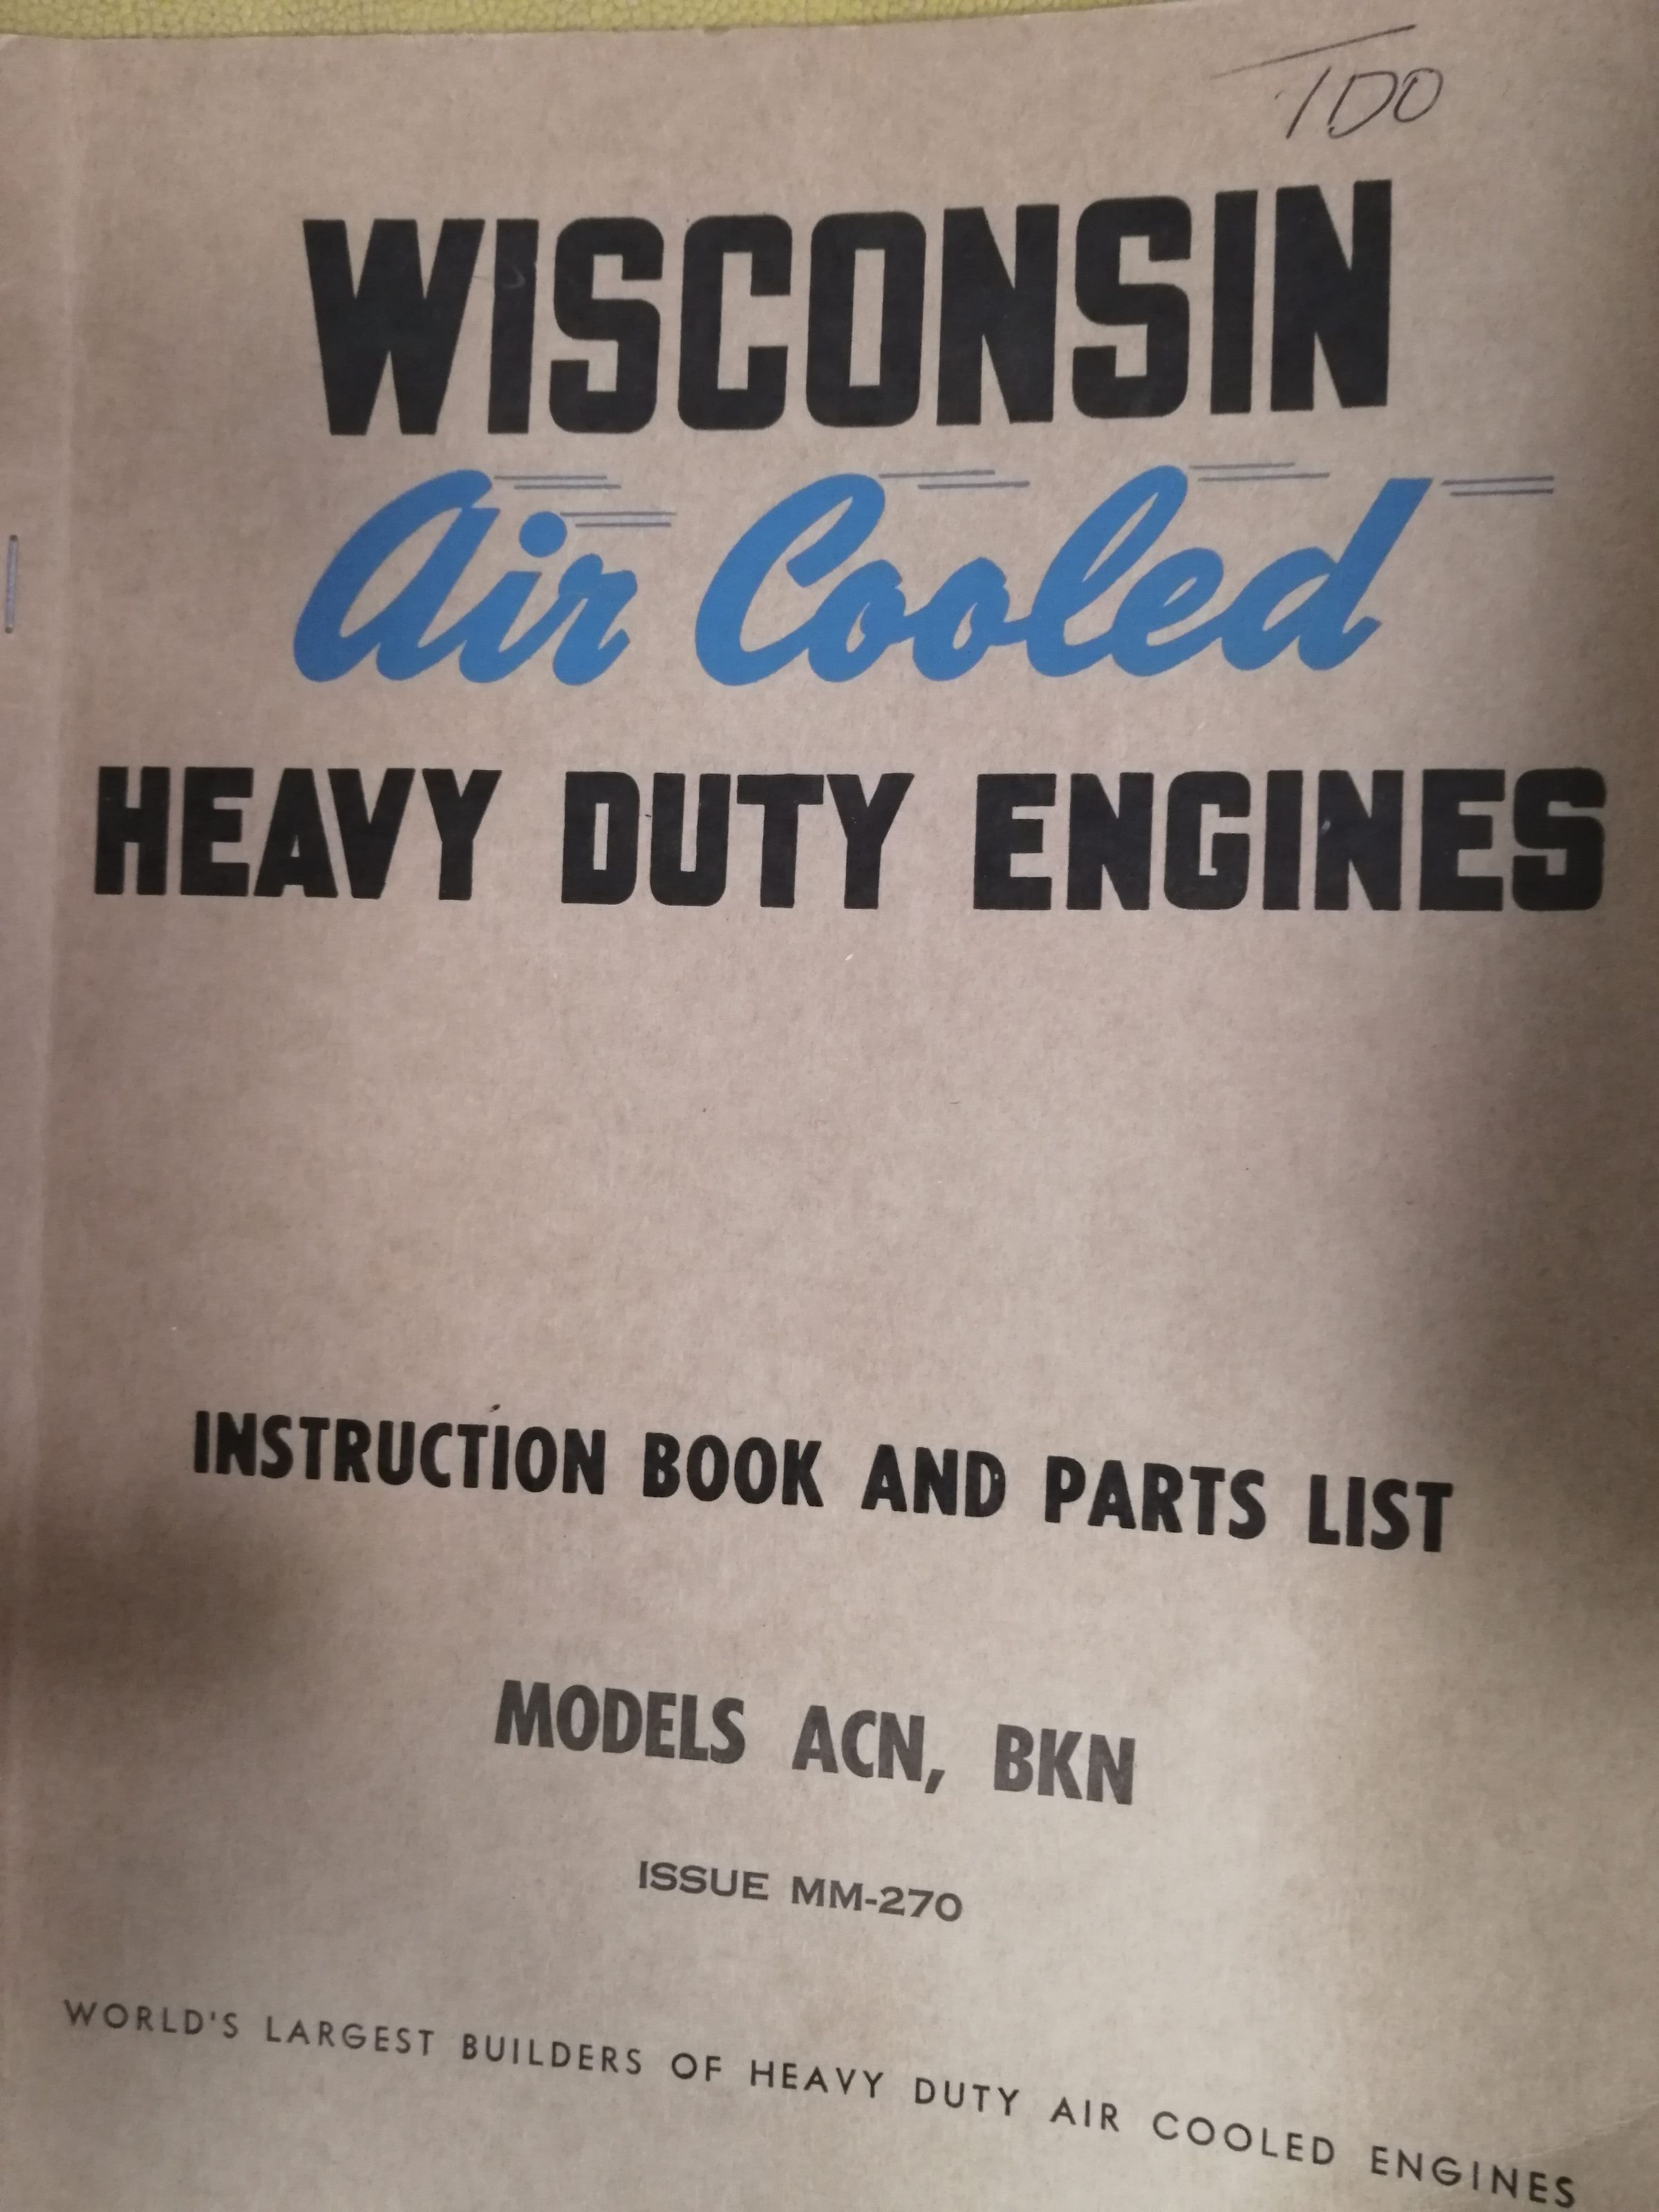 100
WISCONSIN
Air Cooled
HEAVY DUTY ENGINES
INSTRUCTION BOOK AND PARTS LIST
MODELS ACN, BKN
ISSUE MM-270
WORLD'S LARGEST BUILDERS OF HEAVY DUTY AIR COOLED ENGINES